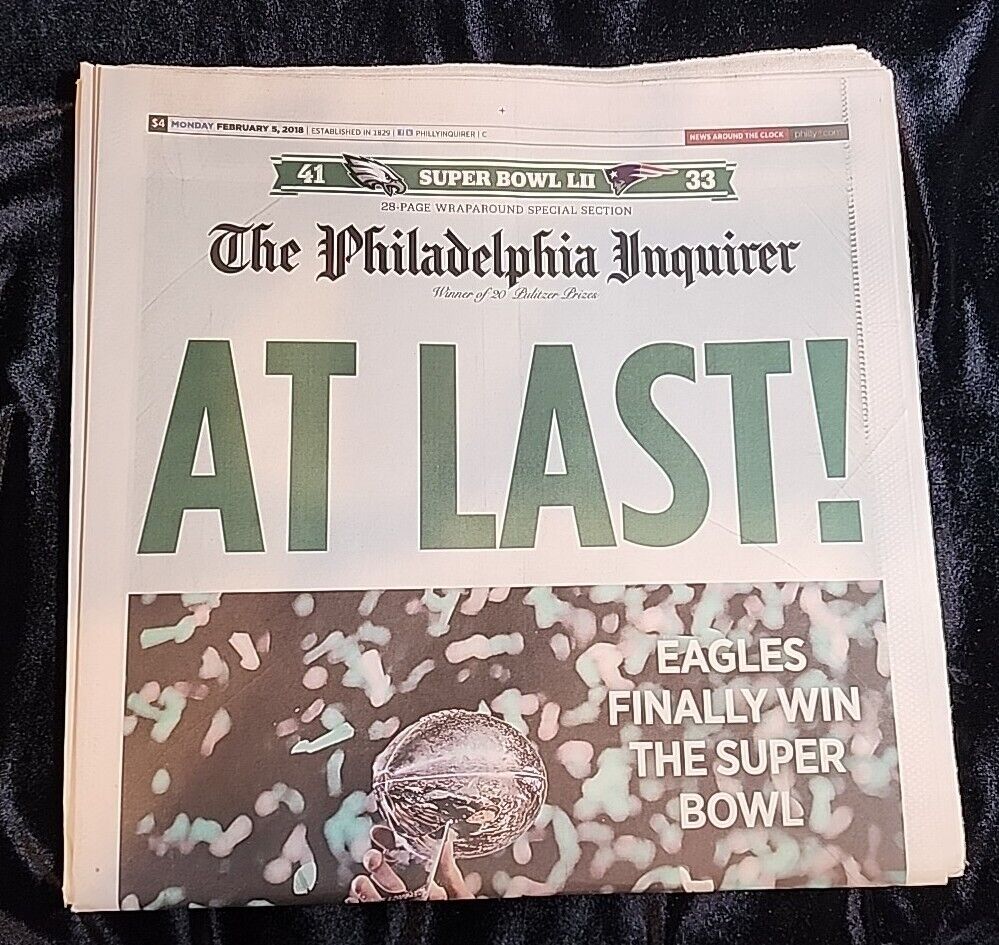 $4 MONDAY FEBRUARY 5, 2018 | ESTABLISHED IN 1829 | PHILLYINQUIRER | C NEWS AROUND THE CLOCK philly.com
41 SUPER BOWL LII 33
28-PAGE WRAPAROUND SPECIAL SECTION
The Philadelphia Inquirer
Winner of 20 Pulitzer Prizes
AT LAST!
EAGLES
FINALLY WIN
THE SUPER
BOWL